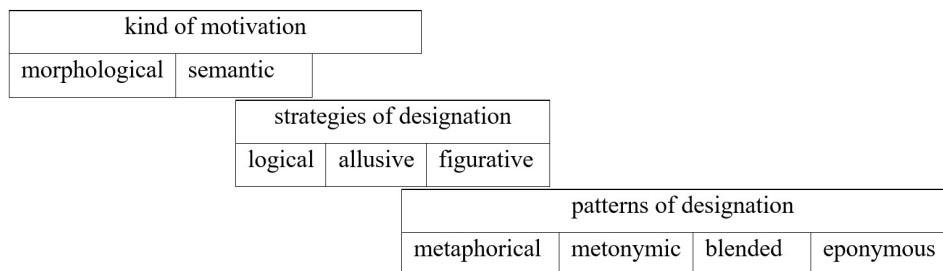 kind of motivation
morphological semantic
strategies of designation
logical allusive figurative
patterns of designation
metaphorical metonymic blended eponymous